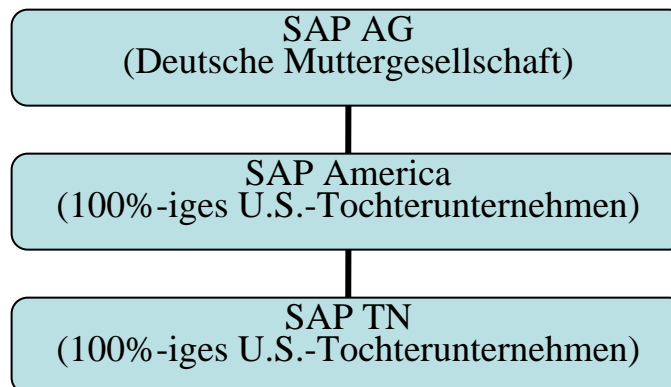 SAP AG
(Deutsche Muttergesellschaft)
SAP America
(100%-iges U.S.-Tochterunternehmen)
SAP TN
(100%-iges U.S.-Tochterunternehmen)